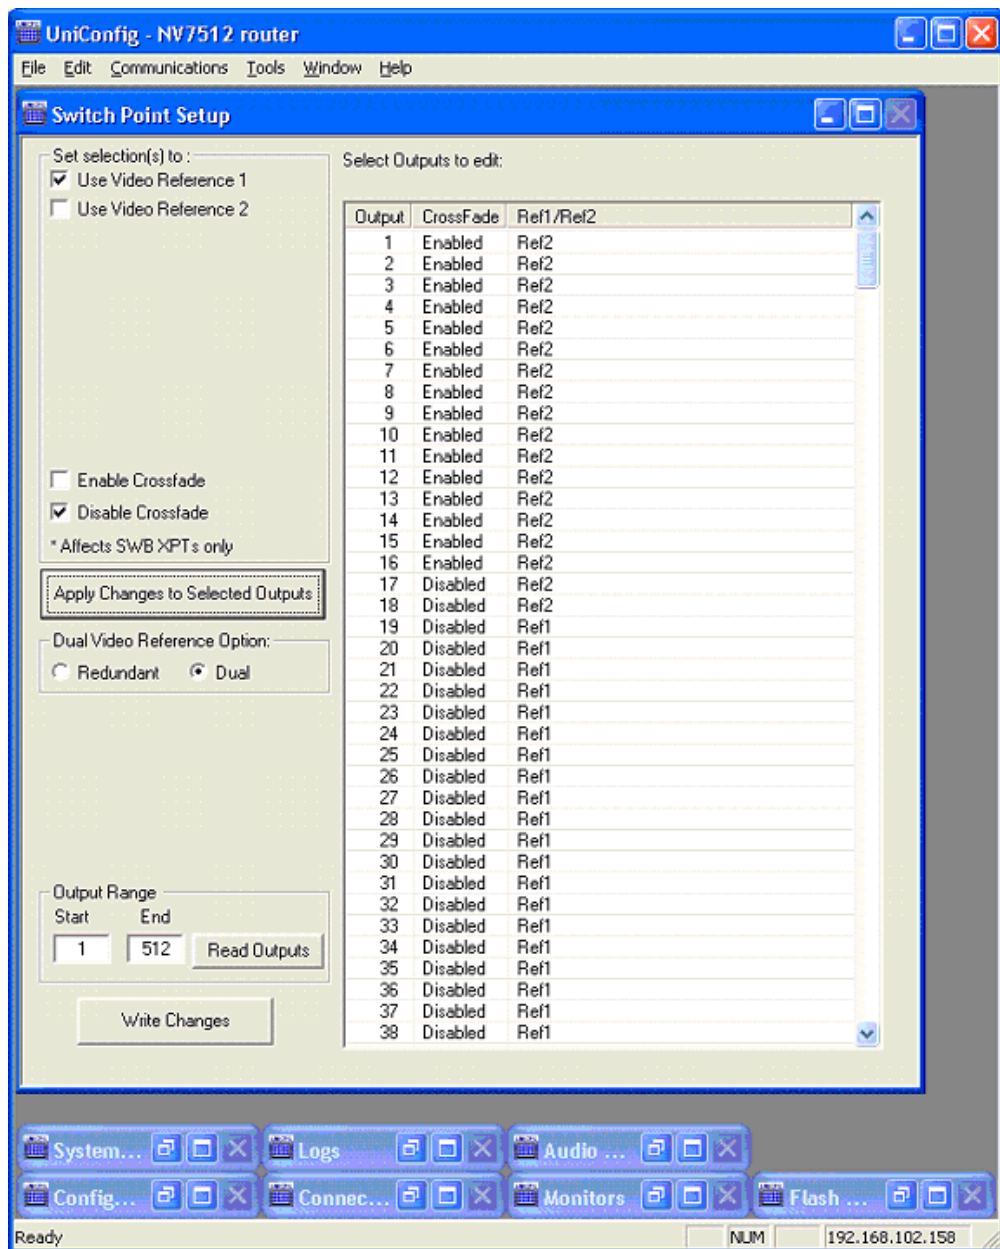 UniConfig - NV7512 router
File Edit Communications Tools Window Help
Switch Point Setup
Set selection(s) to :
Use Video Reference 1
Use Video Reference 2
Enable Crossfade
Disable Crossfade
* Affects SWB XPTs only
Apply Changes to Selected Outputs
Dual Video Reference Option:
Redundant Dual
Output Range
Start End
1 512 Read Outputs
Write Changes
Select Outputs to edit:
Output CrossFade Ref1/Ref2
1 Enabled Ref2
2 Enabled Ref2
3 Enabled Ref2
4 Enabled Ref2
5 Enabled Ref2
6 Enabled Ref2
7 Enabled Ref2
8 Enabled Ref2
9 Enabled Ref2
10 Enabled Ref2
11 Enabled Ref2
12 Enabled Ref2
13 Enabled Ref2
14 Enabled Ref2
15 Enabled Ref2
16 Enabled Ref2
17 Disabled Ref2
18 Disabled Ref2
19 Disabled Ref1
20 Disabled Ref1
21 Disabled Ref1
22 Disabled Ref1
23 Disabled Ref1
24 Disabled Ref1
25 Disabled Ref1
26 Disabled Ref1
27 Disabled Ref1
28 Disabled Ref1
29 Disabled Ref1
30 Disabled Ref1
31 Disabled Ref1
32 Disabled Ref1
33 Disabled Ref1
34 Disabled Ref1
35 Disabled Ref1
36 Disabled Ref1
37 Disabled Ref1
38 Disabled Ref1
System... Logs Audio ...
Config... Connec... Monitors Flash ...
Ready NUM 192.168.102.158